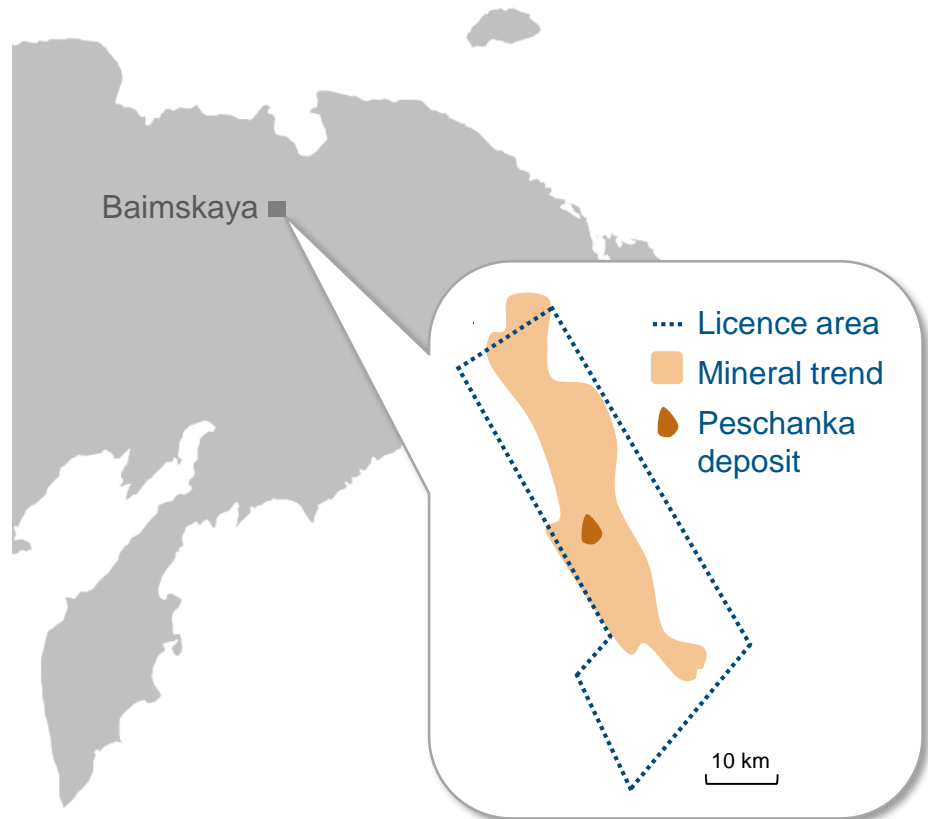 Baimskaya
Licence area
Mineral trend
Peschanka
deposit
10 km